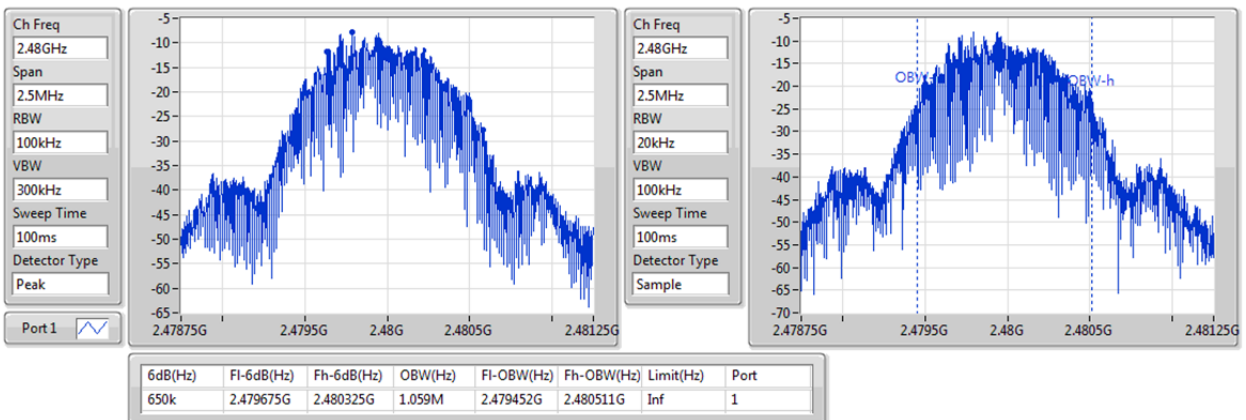 Ch Freq
2.48GHz
Span
2.5MHz
RBW
100kHz
VBW
300kHz
Sweep Time
100ms
Detector Type
Peak
Port 1
-5
-10
-15
-20
-25
-30
-35
-40
-45
-50
-55
-60
-65
2.47875G 2.4795G 2.48G 2.4805G 2.48125G
Ch Freq
2.48GHz
Span
2.5MHz
RBW
20kHz
VBW
100kHz
Sweep Time
100ms
Detector Type
Sample
-5
-10
-15
-20
-25
-30
-35
-40
-45
-50
-55
-60
-65
-70
OBW-h
2.47875G 2.4795G 2.48G 2.4805G 2.48125G
6dB(Hz) Fl-6dB(Hz) Fh-6dB(Hz) OBW(Hz) Fl-OBW(Hz) Fh-OBW(Hz) Limit(Hz) Port
650k 2.479675G 2.480325G 1.059M 2.479452G 2.480511G Inf 1